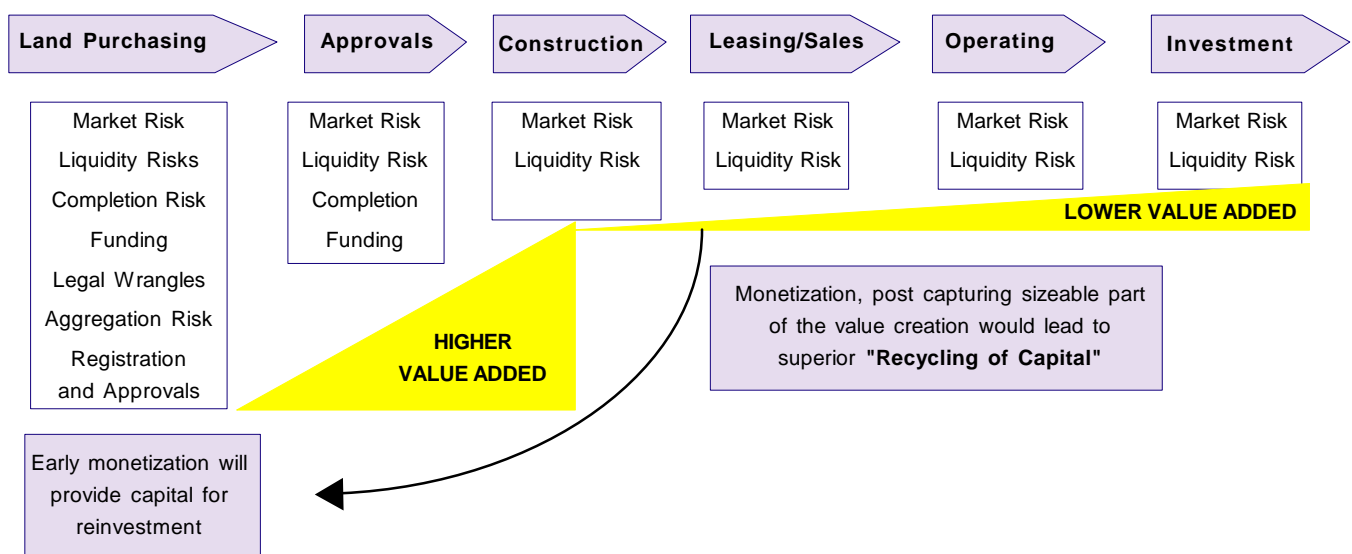 Land Purchasing
Approvals
Construction
Leasing/Sales
Operating
Investment
Market Risk
Liquidity Risks
Completion Risk
Funding
Legal Wrangles
Aggregation Risk
Registration
and Approvals
Market Risk
Liquidity Risk
Completion
Funding
Market Risk
Liquidity Risk
Market Risk
Liquidity Risk
Market Risk
Liquidity Risk
Market Risk
Liquidity Risk
LOWER VALUE ADDED
HIGHER
VALUE ADDED
Monetization, post capturing sizeable part
of the value creation would lead to
superior "Recycling of Capital"
Early monetization will
provide capital for
reinvestment